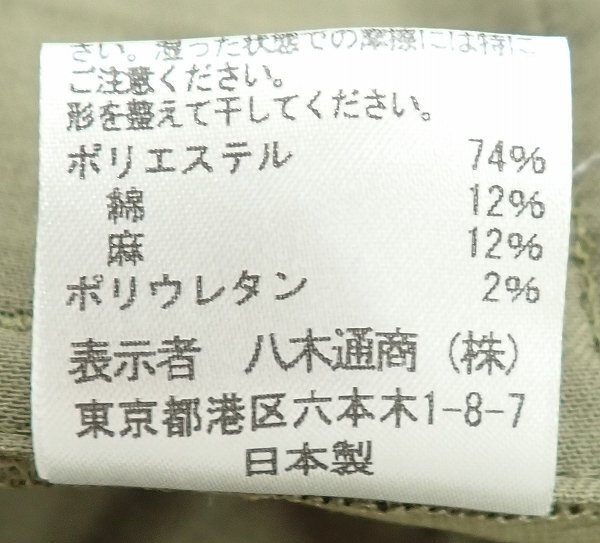 さい。湿った状態での摩擦には特に
ご注意ください。
形を整えて干してください。
ポリエステル 74%
綿 12%
麻 12%
ポリウレタン 2%
表示者 八木通商(株)
東京都港区六本木1-8-7
日本製